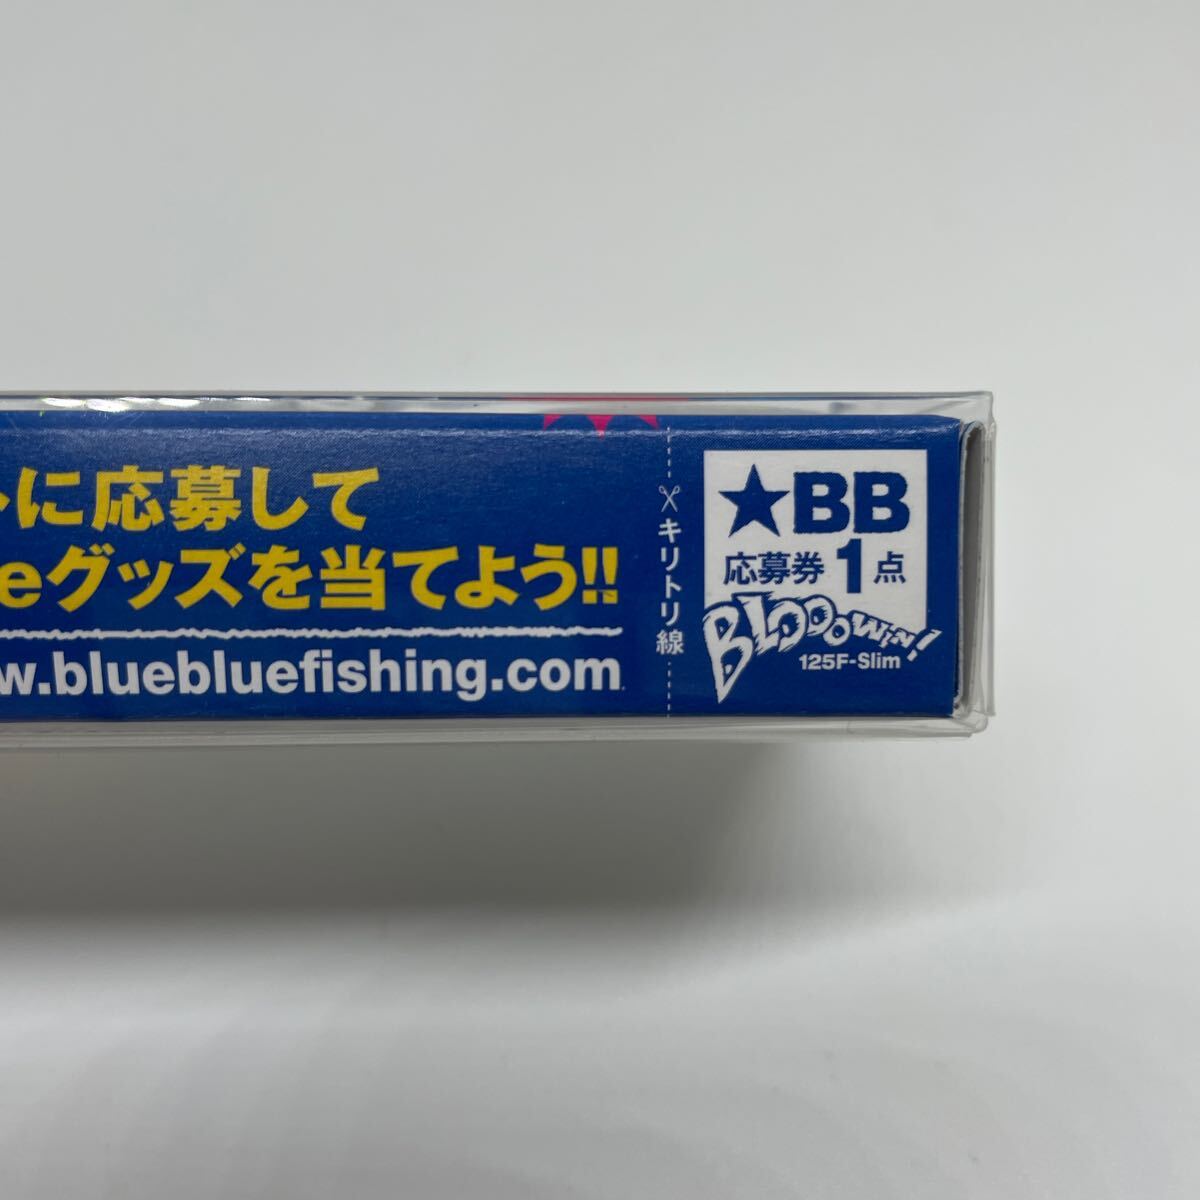 に応募して
eグッズを当てよう!!
w.bluebluefishing.com
キリトリ線
★BB
応募券1点
BLOOOWIN!
125F-Slim